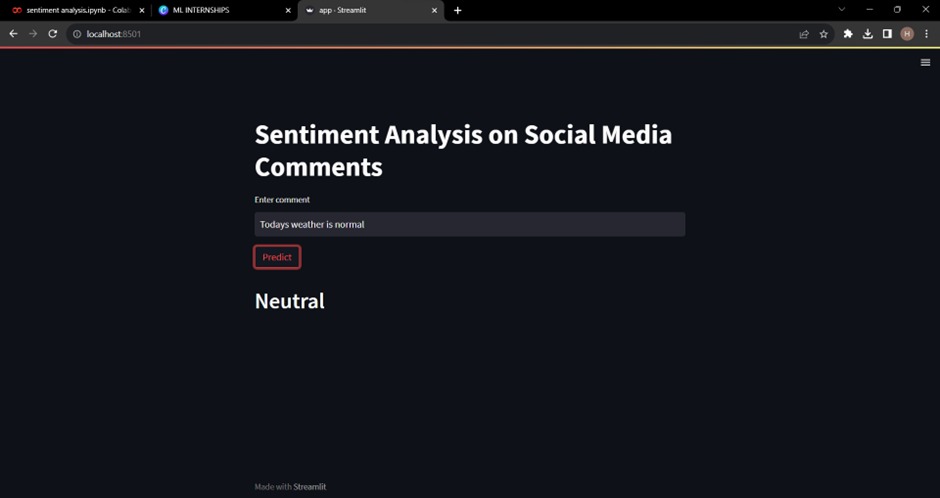 sentiment analysis.ipynb - Colab
ML INTERNSHIPS
app · Streamlit
localhost:8501
H
Sentiment Analysis on Social Media
Comments
Enter comment
Todays weather is normal
Predict
Neutral
Made with Streamlit